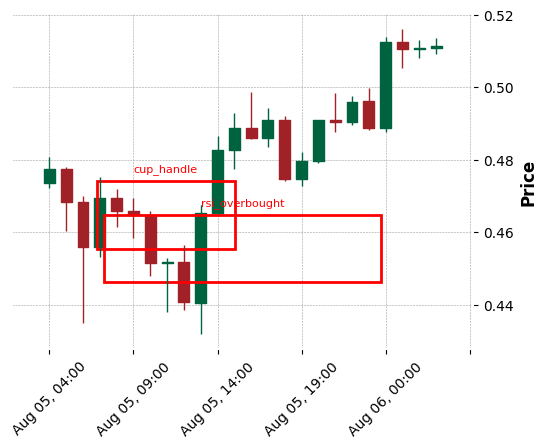 0.52
0.50
0.48
0.46
0.44
Price
cup_handle
rsi_overbought
Aug 05, 04:00
Aug 05, 09:00
Aug 05, 14:00
Aug 05, 19:00
Aug 06, 00:00